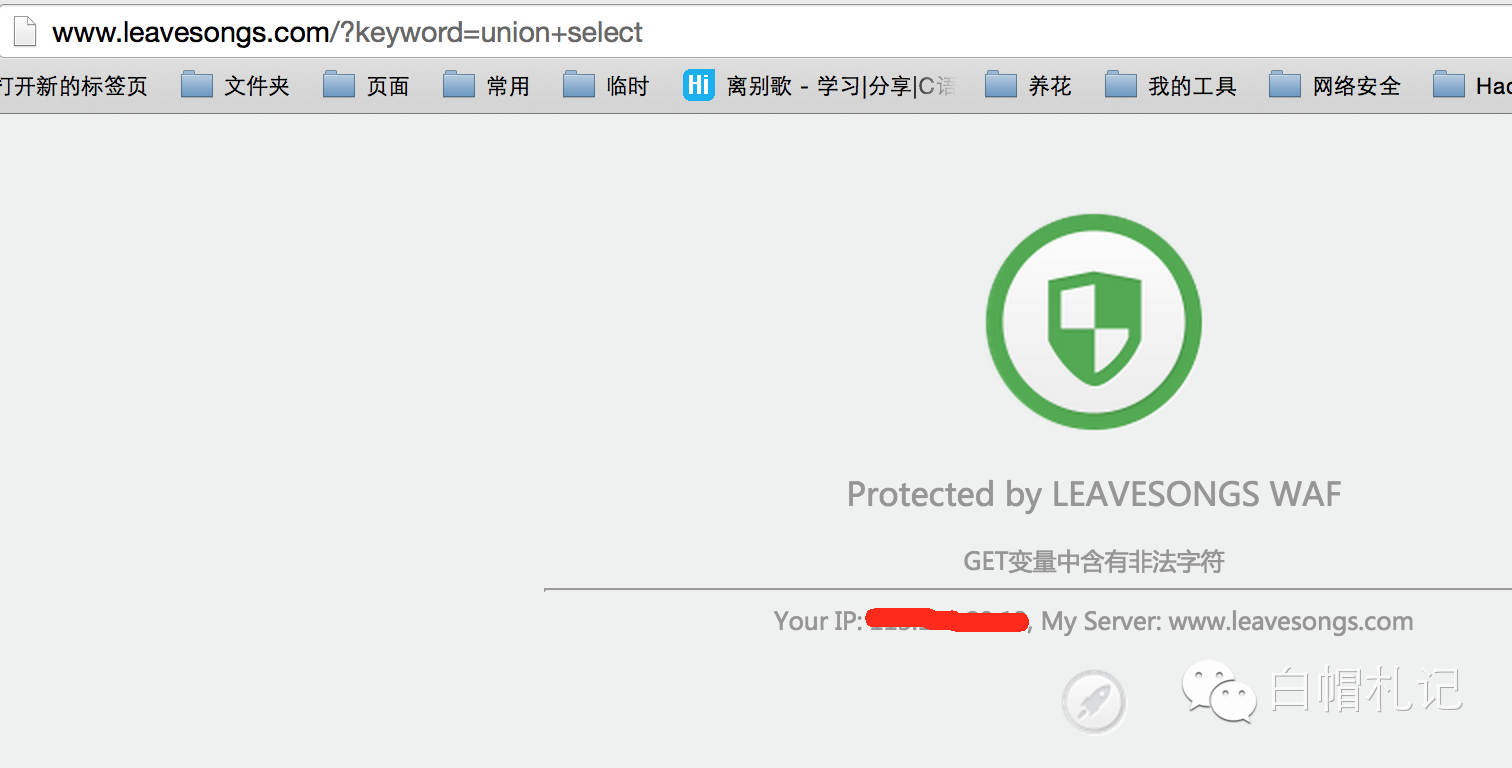 www.leavesongs.com/?keyword=union+select
打开新的标签页 文件夹 页面 常用 临时 Hi 离别歌 - 学习|分享|C语 养花 我的工具 网络安全
Protected by LEAVESONGS WAF
GET变量中含有非法字符
Your IP: , My Server: www.leavesongs.com
白帽札记